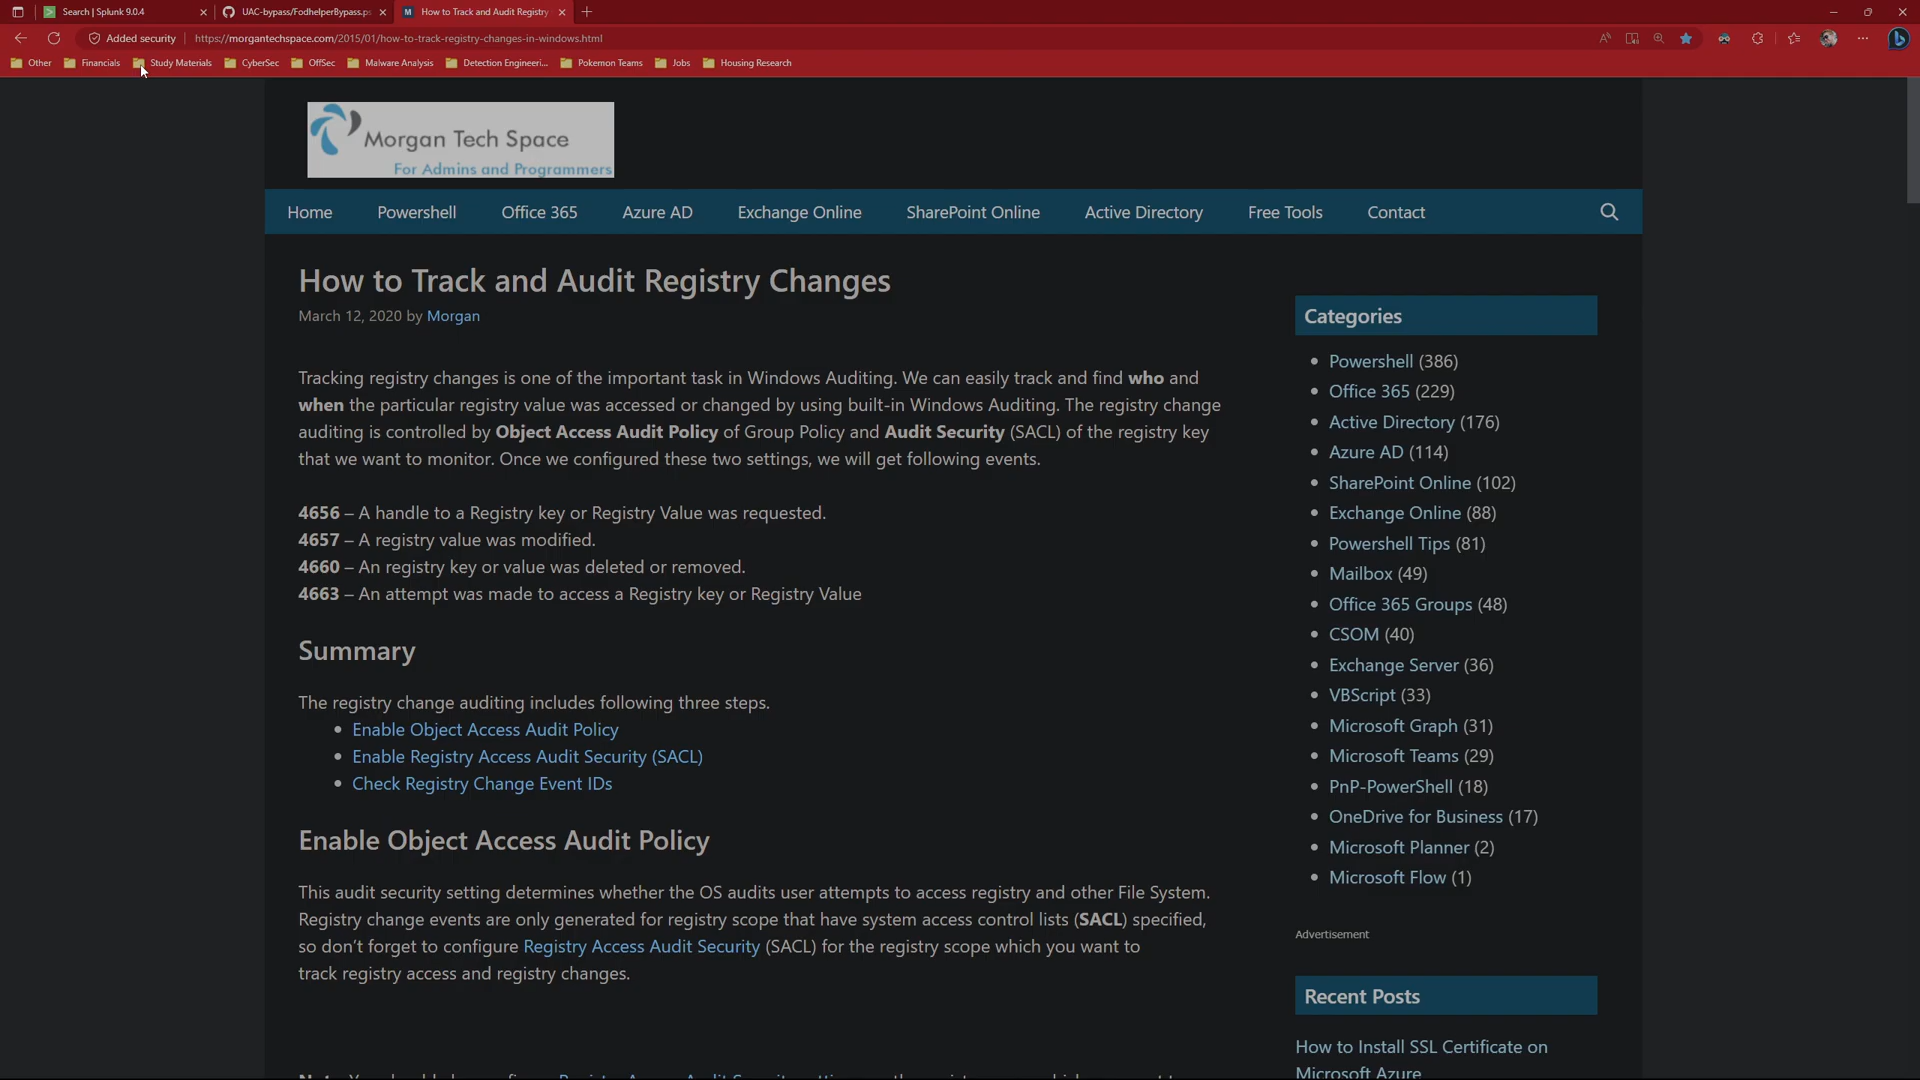 Search | Splunk 9.0.4
UAC-bypass/FodhelperBypass.ps
How to Track and Audit Registry
Added security
https://morgantechspace.com/2015/01/how-to-track-registry-changes-in-windows.html
Other
Financials
Study Materials
CyberSec
OffSec
Malware Analysis
Detection Engineeri...
Pokemon Teams
Jobs
Housing Research
Morgan Tech Space
For Admins and Programmers
Home
Powershell
Office 365
Azure AD
Exchange Online
SharePoint Online
Active Directory
Free Tools
Contact
How to Track and Audit Registry Changes
March 12, 2020 by Morgan
Tracking registry changes is one of the important task in Windows Auditing. We can easily track and find who and
when the particular registry value was accessed or changed by using built-in Windows Auditing. The registry change
auditing is controlled by Object Access Audit Policy of Group Policy and Audit Security (SACL) of the registry key
that we want to monitor. Once we configured these two settings, we will get following events.
4656 – A handle to a Registry key or Registry Value was requested.
4657 – A registry value was modified.
4660 – An registry key or value was deleted or removed.
4663 – An attempt was made to access a Registry key or Registry Value
Summary
The registry change auditing includes following three steps.
Enable Object Access Audit Policy
Enable Registry Access Audit Security (SACL)
Check Registry Change Event IDs
Enable Object Access Audit Policy
This audit security setting determines whether the OS audits user attempts to access registry and other File System.
Registry change events are only generated for registry scope that have system access control lists (SACL) specified,
so don't forget to configure Registry Access Audit Security (SACL) for the registry scope which you want to
track registry access and registry changes.
Categories
Powershell (386)
Office 365 (229)
Active Directory (176)
Azure AD (114)
SharePoint Online (102)
Exchange Online (88)
Powershell Tips (81)
Mailbox (49)
Office 365 Groups (48)
CSOM (40)
Exchange Server (36)
VBScript (33)
Microsoft Graph (31)
Microsoft Teams (29)
PnP-PowerShell (18)
OneDrive for Business (17)
Microsoft Planner (2)
Microsoft Flow (1)
Advertisement
Recent Posts
How to Install SSL Certificate on
Microsoft Azure